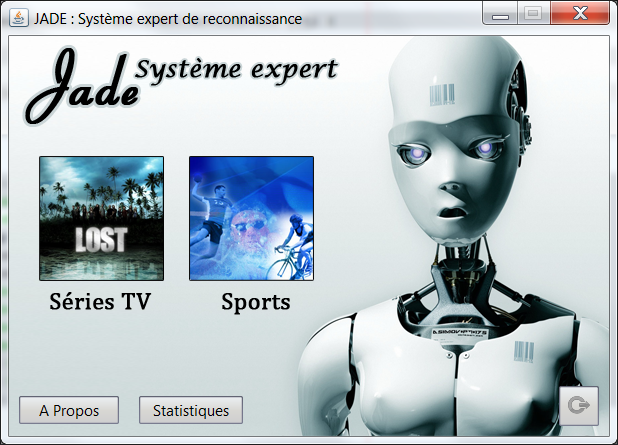 JADE : Système expert de reconnaissance
Jade Système expert
LOST
Séries TV
Sports
A Propos
Statistiques